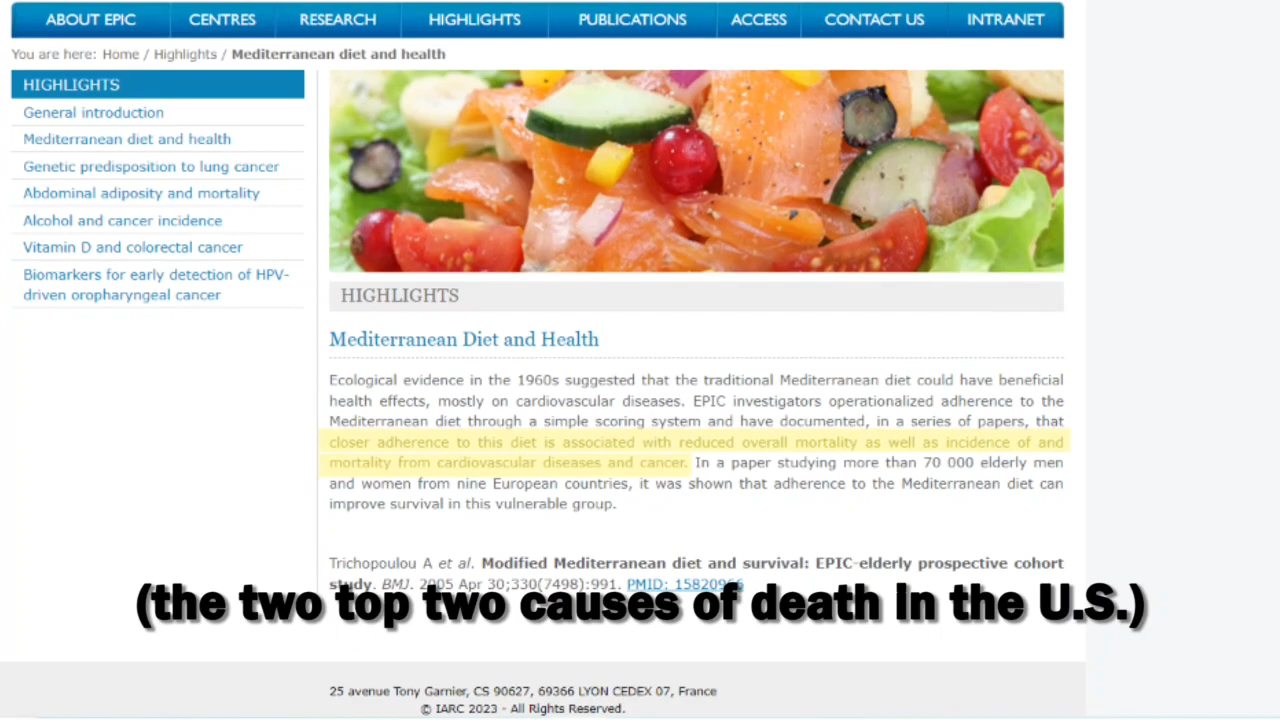 ABOUT EPIC CENTRES RESEARCH HIGHLIGHTS PUBLICATIONS ACCESS CONTACT US INTRANET
You are here: Home / Highlights / Mediterranean diet and health
HIGHLIGHTS
General introduction
Mediterranean diet and health
Genetic predisposition to lung cancer
Abdominal adiposity and mortality
Alcohol and cancer incidence
Vitamin D and colorectal cancer
Biomarkers for early detection of HPV-
driven oropharyngeal cancer
HIGHLIGHTS
Mediterranean Diet and Health
Ecological evidence in the 1960s suggested that the traditional Mediterranean diet could have beneficial
health effects, mostly on cardiovascular diseases. EPIC investigators operationalized adherence to the
Mediterranean diet through a simple scoring system and have documented, in a series of papers, that
closer adherence to this diet is associated with reduced overall mortality as well as incidence of and
mortality from cardiovascular diseases and cancer. In a paper studying more than 70 000 elderly men
and women from nine European countries, it was shown that adherence to the Mediterranean diet can
improve survival in this vulnerable group.
Trichopoulou A et al. Modified Mediterranean diet and survival: EPIC-elderly prospective cohort
study. BMJ. 2005 Apr 30;330(7498):991. PMID: 15820966
(the two top two causes of death in the U.S.)
25 avenue Tony Garnier, CS 90627, 69366 LYON CEDEX 07, France
© IARC 2023 - All Rights Reserved.